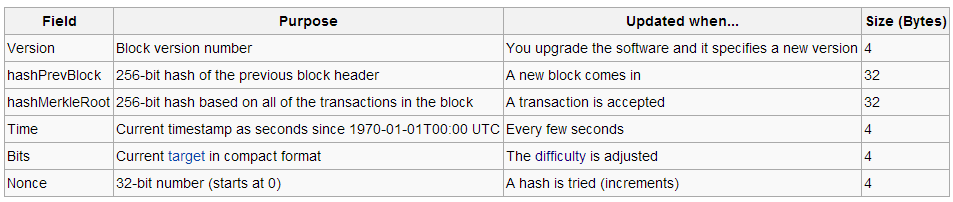 Field Purpose Updated when... Size (Bytes)
Version Block version number You upgrade the software and it specifies a new version 4
hashPrevBlock 256-bit hash of the previous block header A new block comes in 32
hashMerkleRoot 256-bit hash based on all of the transactions in the block A transaction is accepted 32
Time Current timestamp as seconds since 1970-01-01T00:00 UTC Every few seconds 4
Bits Current target in compact format The difficulty is adjusted 4
Nonce 32-bit number (starts at 0) A hash is tried (increments) 4